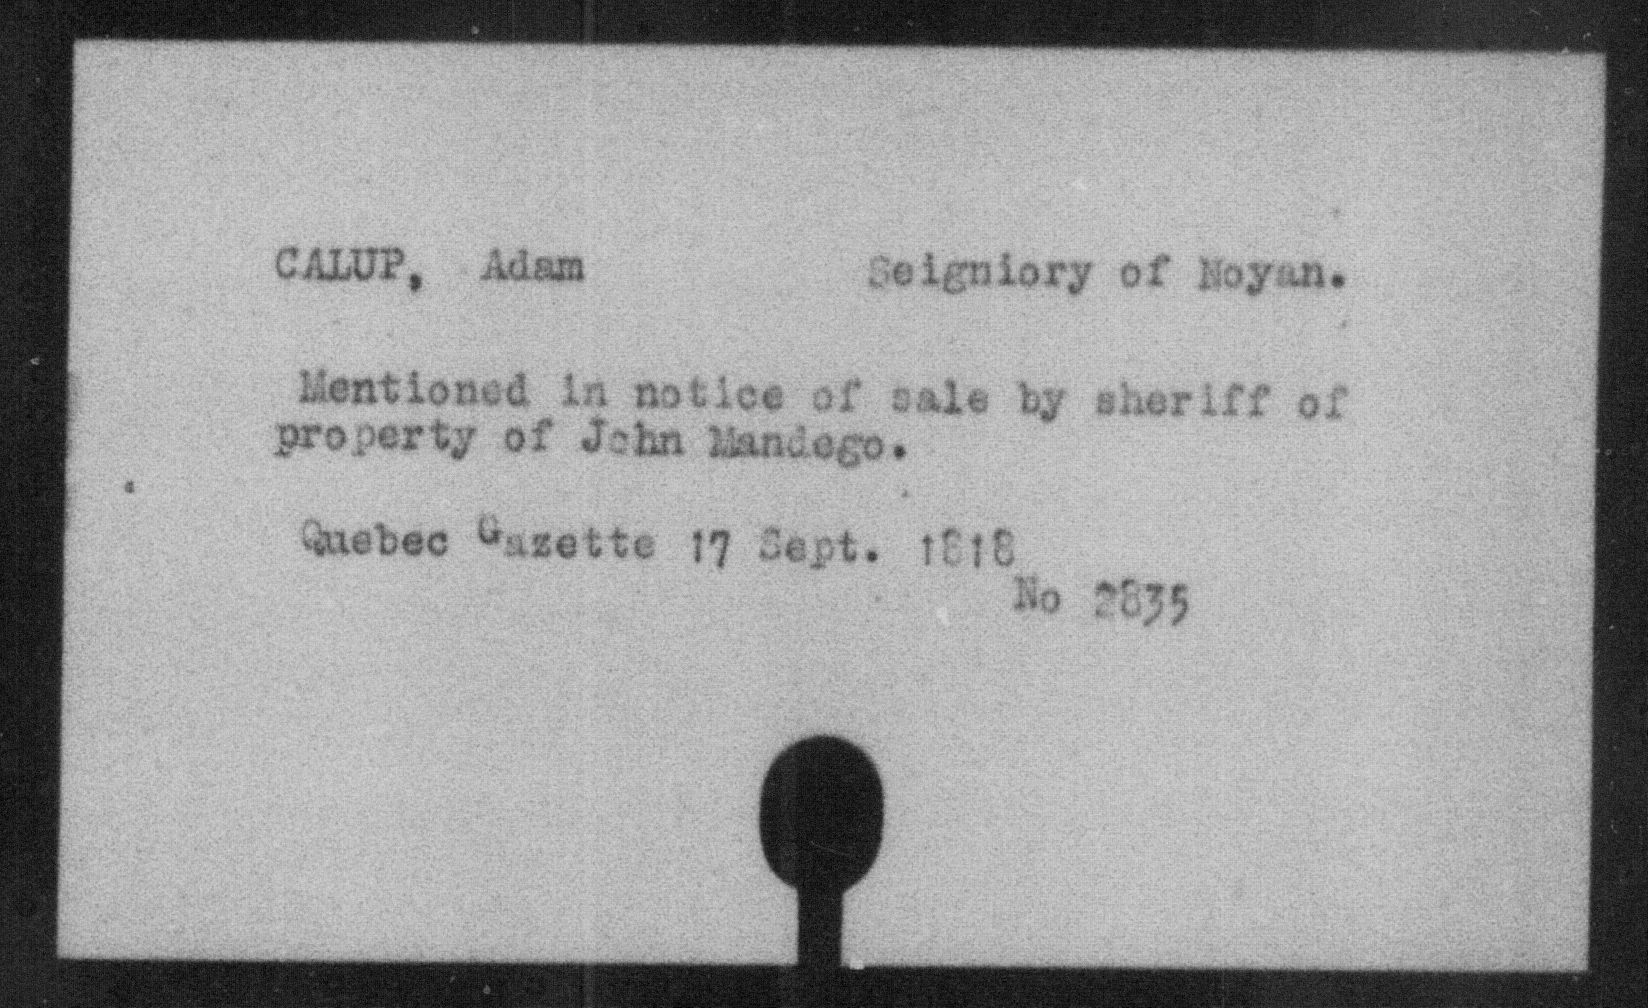 CALUP, Adam Seigniory of Noyan.
Mentioned in notice of sale by sheriff of
property of John Mandego.
Quebec Gazette 17 Sept. 1818
No 2835